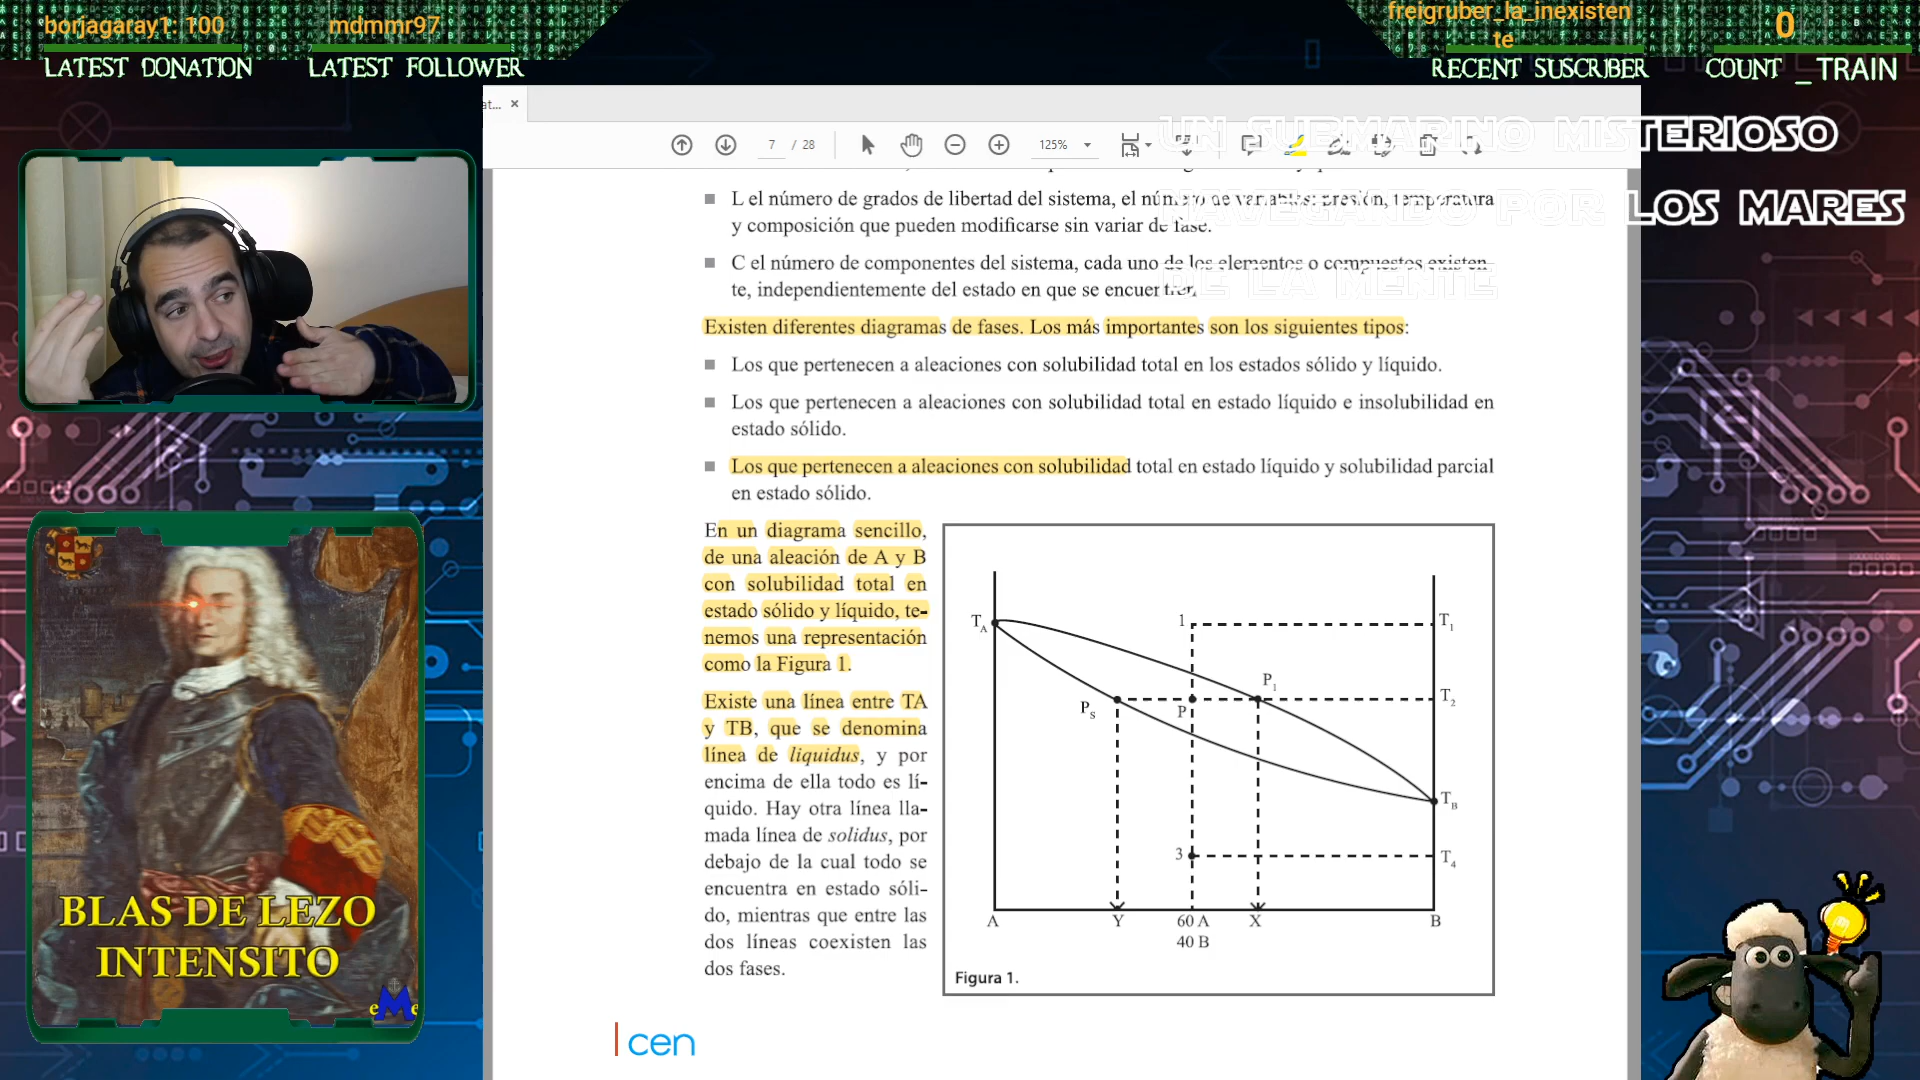 borjagaray1: 100
mdmmr97
freigruber_la_inexisten
te
0
LATEST DONATION
LATEST FOLLOWER
RECENT SUSCRIBER
COUNT _TRAIN
at... ×
7 / 28
125%
UN SUBMARINO MISTERIOSO
NAVEGANDO POR LOS MARES
DE LA MENTE
L el número de grados de libertad del sistema, el número de variables: presión, temperatura
y composición que pueden modificarse sin variar de fase.
C el número de componentes del sistema, cada uno de los elementos o compuestos existen-
te, independientemente del estado en que se encuentren.
Existen diferentes diagramas de fases. Los más importantes son los siguientes tipos:
Los que pertenecen a aleaciones con solubilidad total en los estados sólido y líquido.
Los que pertenecen a aleaciones con solubilidad total en estado líquido e insolubilidad en
estado sólido.
Los que pertenecen a aleaciones con solubilidad total en estado líquido y solubilidad parcial
en estado sólido.
En un diagrama sencillo,
de una aleación de A y B
con solubilidad total en
estado sólido y líquido, te-
nemos una representación
como la Figura 1.
Existe una línea entre TA
y TB, que se denomina
línea de liquidus, y por
encima de ella todo es lí-
quido. Hay otra línea lla-
mada línea de solidus, por
debajo de la cual todo se
encuentra en estado sóli-
do, mientras que entre las
dos líneas coexisten las
dos fases.
TA
1
T1
P1
T2
PS
P
TB
3
T4
A
Y
60 A
X
B
40 B
Figura 1.
cen
BLAS DE LEZO
INTENSITO
eMe